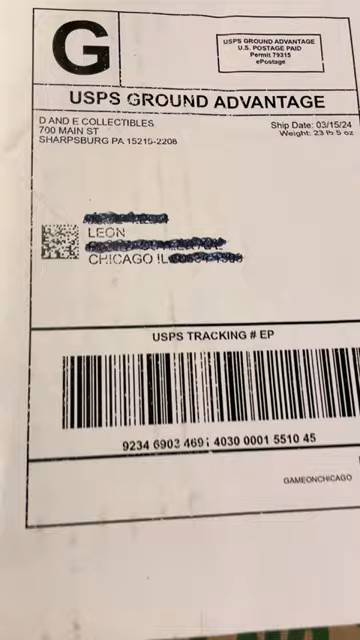 G
USPS GROUND ADVANTAGE
U.S. POSTAGE PAID
Permit 79315
ePostage
USPS GROUND ADVANTAGE
D AND E COLLECTIBLES
700 MAIN ST
SHARPSBURG PA 15215-2208
Ship Date: 03/15/24
Weight: 23 lb 5 oz
LEON
CHICAGO IL
USPS TRACKING # EP
9234 6903 4691 4030 0001 5510 45
GAMEONCHICAGO